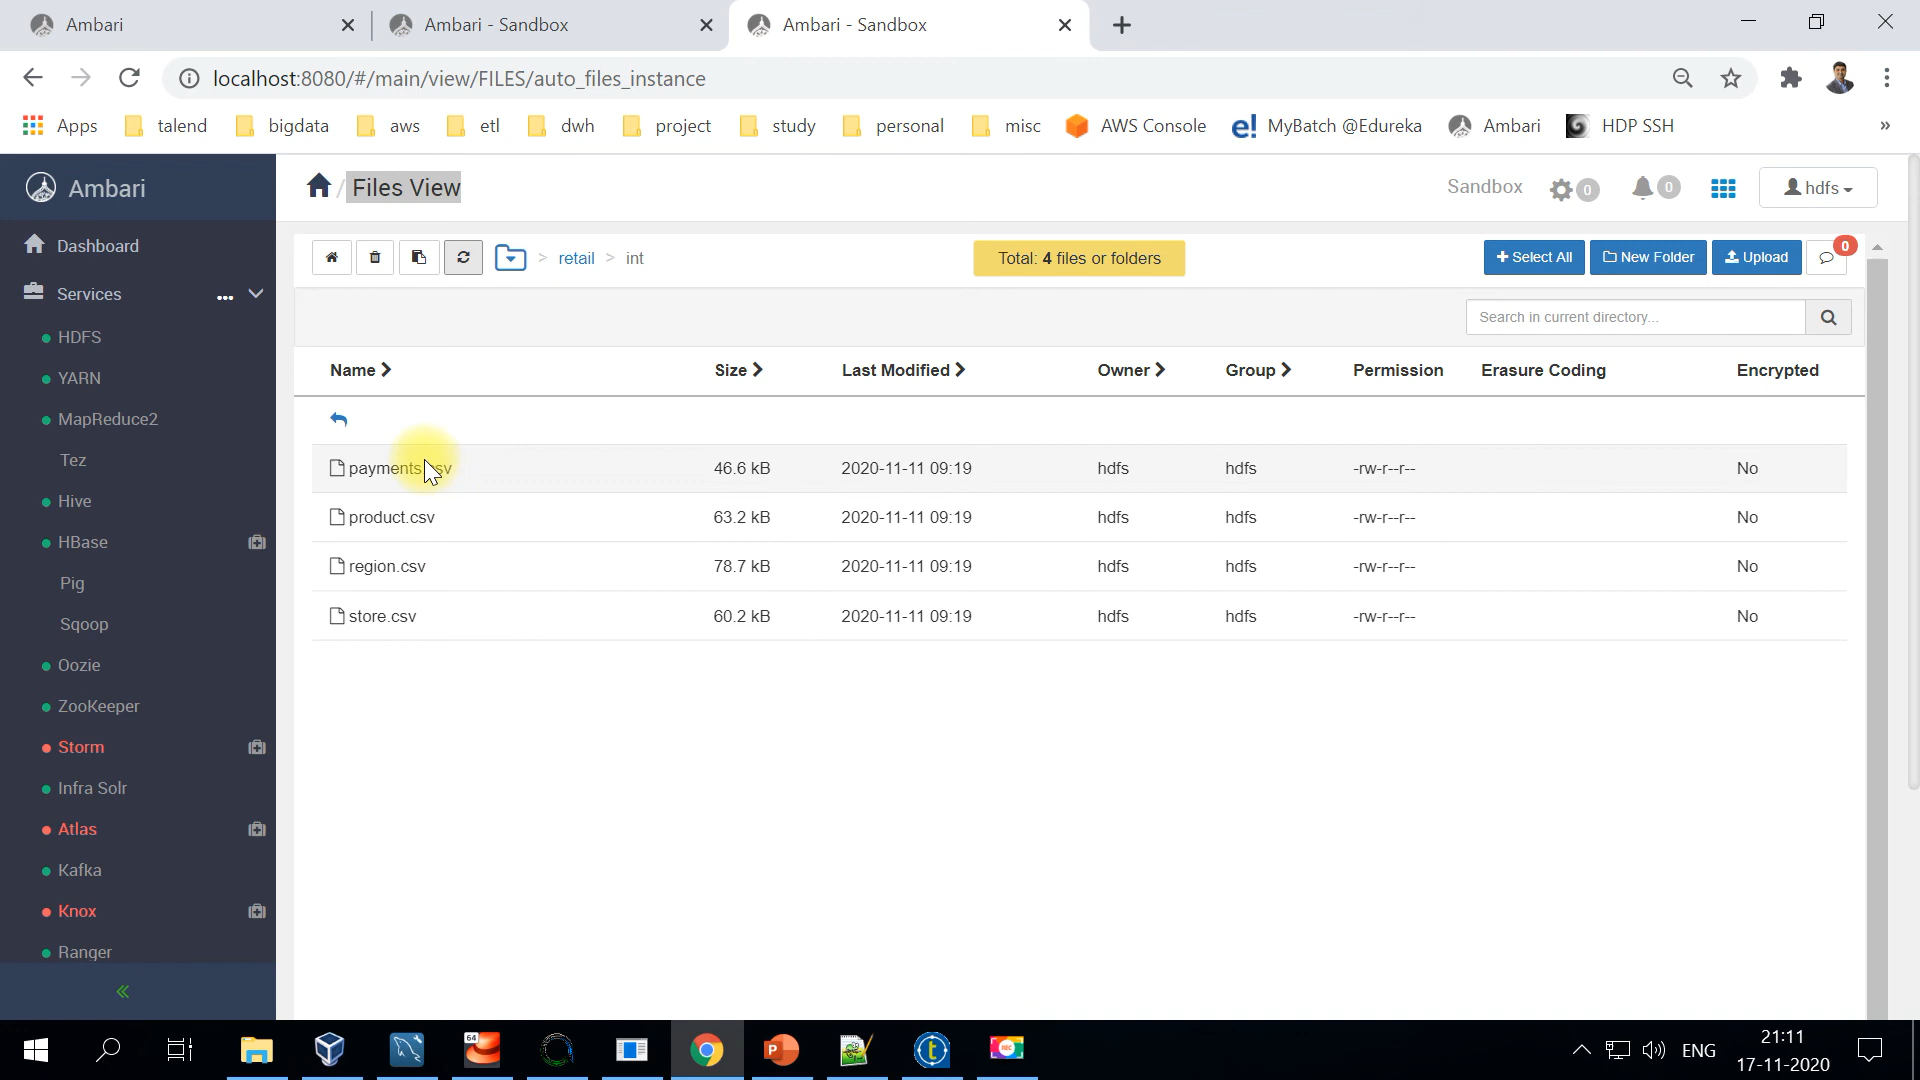 Ambari
Ambari - Sandbox
Ambari - Sandbox
localhost:8080/#/main/view/FILES/auto_files_instance
Apps talend bigdata aws etl dwh project study personal misc AWS Console e! MyBatch @Edureka Ambari HDP SSH »
Ambari
/ Files View
Sandbox 0 0 hdfs
Dashboard
Services ...
HDFS
YARN
MapReduce2
Tez
Hive
HBase
Pig
Sqoop
Oozie
ZooKeeper
Storm
Infra Solr
Atlas
Kafka
Knox
Ranger
«
> retail > int
Total: 4 files or folders
+ Select All New Folder Upload 0
Search in current directory...
Name Size Last Modified Owner Group Permission Erasure Coding Encrypted
payments.csv 46.6 kB 2020-11-11 09:19 hdfs hdfs -rw-r--r-- No
product.csv 63.2 kB 2020-11-11 09:19 hdfs hdfs -rw-r--r-- No
region.csv 78.7 kB 2020-11-11 09:19 hdfs hdfs -rw-r--r-- No
store.csv 60.2 kB 2020-11-11 09:19 hdfs hdfs -rw-r--r-- No
64
ENG
21:11
17-11-2020